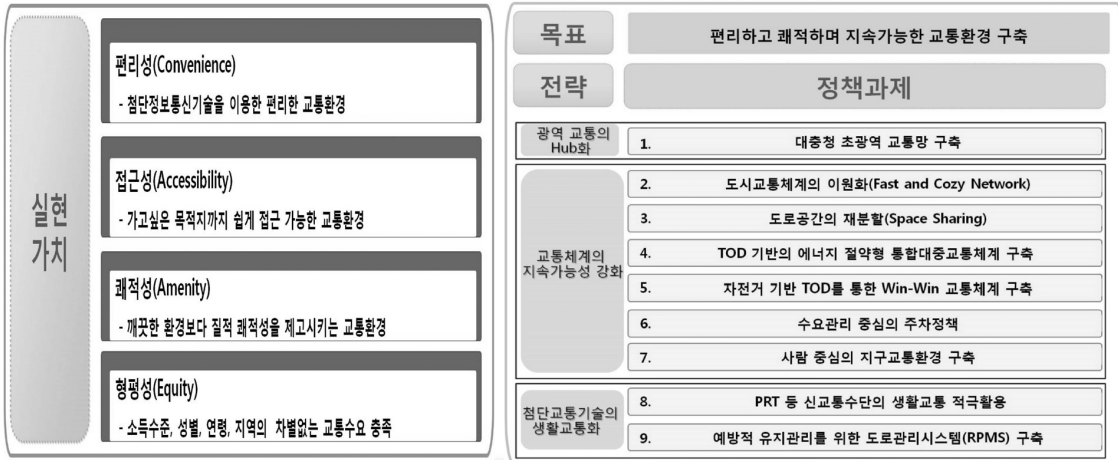 실현
가치
편리성(Convenience)
- 첨단정보통신기술을 이용한 편리한 교통환경
접근성(Accessibility)
- 가고싶은 목적지까지 쉽게 접근 가능한 교통환경
쾌적성(Amenity)
- 깨끗한 환경보다 질적 쾌적성을 제고시키는 교통환경
형평성(Equity)
- 소득수준, 성별, 연령, 지역의 차별없는 교통수요 충족
목표
편리하고 쾌적하며 지속가능한 교통환경 구축
전략
정책과제
광역 교통의
Hub화
1. 대충청 초광역 교통망 구축
교통체계의
지속가능성 강화
2. 도시교통체계의 이원화(Fast and Cozy Network)
3. 도로공간의 재분할(Space Sharing)
4. TOD 기반의 에너지 절약형 통합대중교통체계 구축
5. 자전거 기반 TOD를 통한 Win-Win 교통체계 구축
6. 수요관리 중심의 주차정책
7. 사람 중심의 지구교통환경 구축
첨단교통기술의
생활교통화
8. PRT 등 신교통수단의 생활교통 적극활용
9. 예방적 유지관리를 위한 도로관리시스템(RPMS) 구축